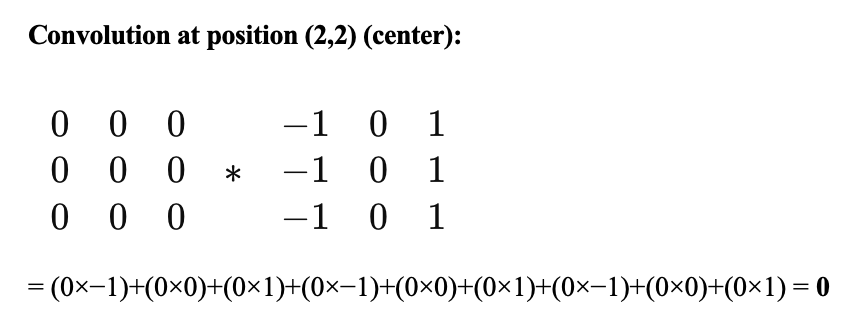 Convolution at position (2,2) (center):
0 0 0 −1 0 1
0 0 0 * −1 0 1
0 0 0 −1 0 1
= (0×−1)+(0×0)+(0×1)+(0×−1)+(0×0)+(0×1)+(0×−1)+(0×0)+(0×1) = 0